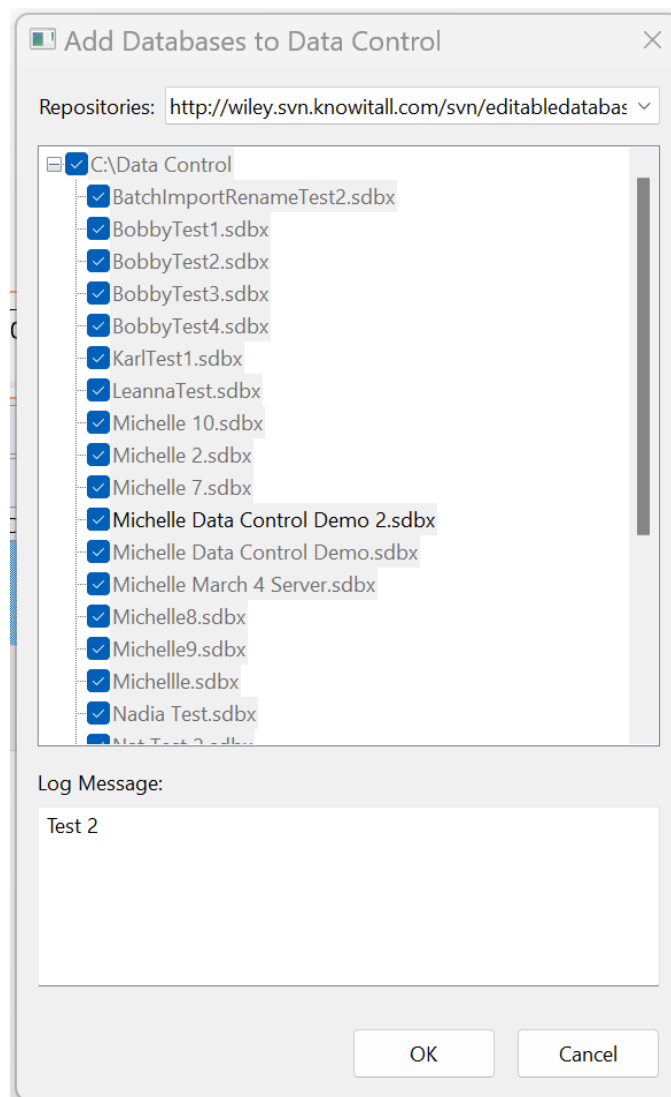 Add Databases to Data Control
Repositories: http://wiley.svn.knowitall.com/svn/editabledatabas
C:\Data Control
BatchImportRenameTest2.sdbx
BobbyTest1.sdbx
BobbyTest2.sdbx
BobbyTest3.sdbx
BobbyTest4.sdbx
KarlTest1.sdbx
LeannaTest.sdbx
Michelle 10.sdbx
Michelle 2.sdbx
Michelle 7.sdbx
Michelle Data Control Demo 2.sdbx
Michelle Data Control Demo.sdbx
Michelle March 4 Server.sdbx
Michelle8.sdbx
Michelle9.sdbx
Michellle.sdbx
Nadia Test.sdbx
Log Message:
Test 2
OK
Cancel